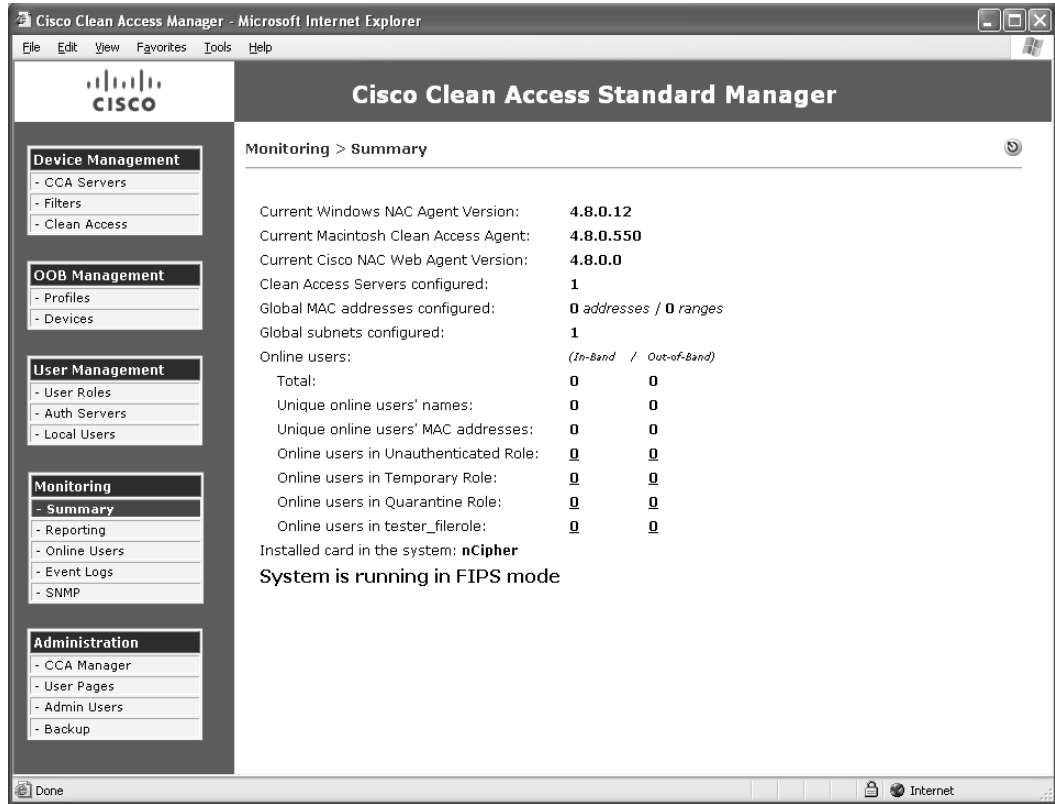 Cisco Clean Access Manager - Microsoft Internet Explorer
File Edit View Favorites Tools Help
CISCO
Cisco Clean Access Standard Manager
Device Management
- CCA Servers
- Filters
- Clean Access
OOB Management
- Profiles
- Devices
User Management
- User Roles
- Auth Servers
- Local Users
Monitoring
- Summary
- Reporting
- Online Users
- Event Logs
- SNMP
Administration
- CCA Manager
- User Pages
- Admin Users
- Backup
Monitoring > Summary
Current Windows NAC Agent Version: 4.8.0.12
Current Macintosh Clean Access Agent: 4.8.0.550
Current Cisco NAC Web Agent Version: 4.8.0.0
Clean Access Servers configured: 1
Global MAC addresses configured: 0 addresses / 0 ranges
Global subnets configured: 1
Online users: (In-Band / Out-of-Band)
Total: 0 0
Unique online users' names: 0 0
Unique online users' MAC addresses: 0 0
Online users in Unauthenticated Role: 0 0
Online users in Temporary Role: 0 0
Online users in Quarantine Role: 0 0
Online users in tester_filerole: 0 0
Installed card in the system: nCipher
System is running in FIPS mode
Done
Internet